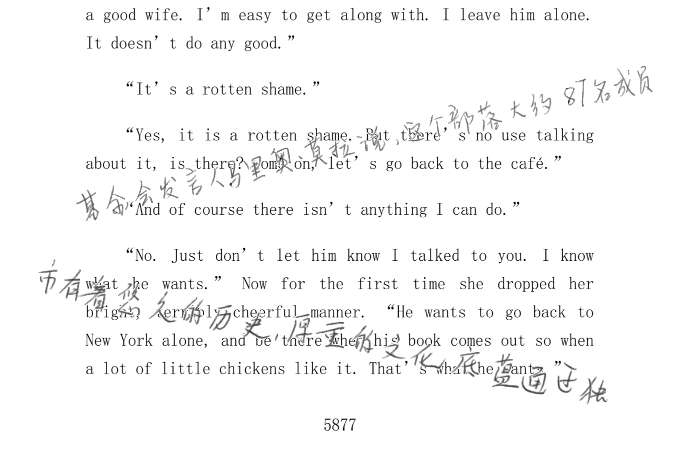 a good wife. I'm easy to get along with. I leave him alone.
It doesn't do any good.”
“It's a rotten shame.”
“Yes, it is a rotten shame. But there's no use talking
about it, is there? Come on, let's go back to the café.”
基金会发言人马里奥·莫拉说，这个部落大约87名成员
“And of course there isn't anything I can do.”
“No. Just don't let him know I talked to you. I know
what he wants.” Now for the first time she dropped her
bright, terribly cheerful manner. “He wants to go back to
New York alone, and be there when his book comes out so when
a lot of little chickens like it. That's what he wants.”
市有着悠久的历史，厚重的文化底蕴通过独
5877